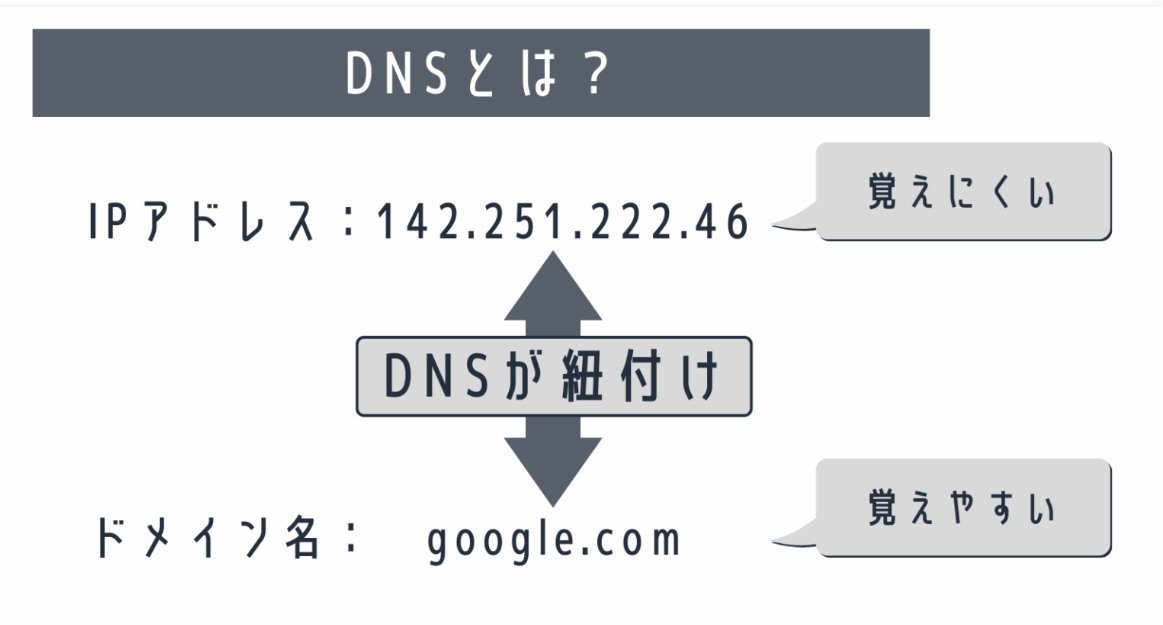 DNSとは？
IPアドレス：142.251.222.46
覚えにくい
DNSが紐付け
ドメイン名： google.com
覚えやすい